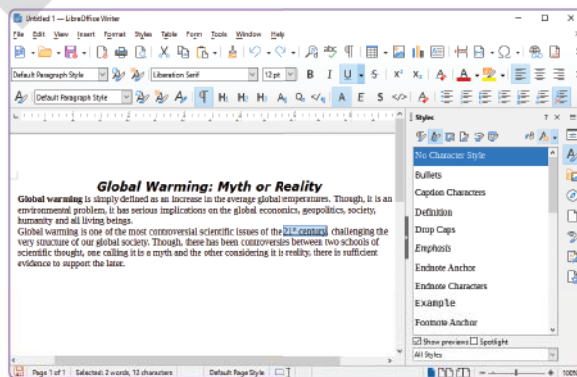 Untitled 1 — LibreOffice Writer
File Edit View Insert Format Styles Table Form Tools Window Help
Default Paragraph Style Liberation Serif 12 pt B I U S X² X₂ A A
Default Paragraph Style H₁ H₂ H₃ A Q A E S
Styles
No Character Style
Bullets
Caption Characters
Definition
Drop Caps
Emphasis
Endnote Anchor
Endnote Characters
Example
Footnote Anchor
Show previews Spotlight
All Styles
Global Warming: Myth or Reality
Global warming is simply defined as an increase in the average global temperatures. Though, it is an
environmental problem, it has serious implications on the global economics, geopolitics, society,
humanity and all living beings.
Global warming is one of the most controversial scientific issues of the 21st century, challenging the
very structure of our global society. Though, there has been controversies between two schools of
scientific thought, one calling it is a myth and the other considering it is reality, there is sufficient
evidence to support the later.
Page 1 of 1 Selected: 2 words, 12 characters Default Page Style 100%